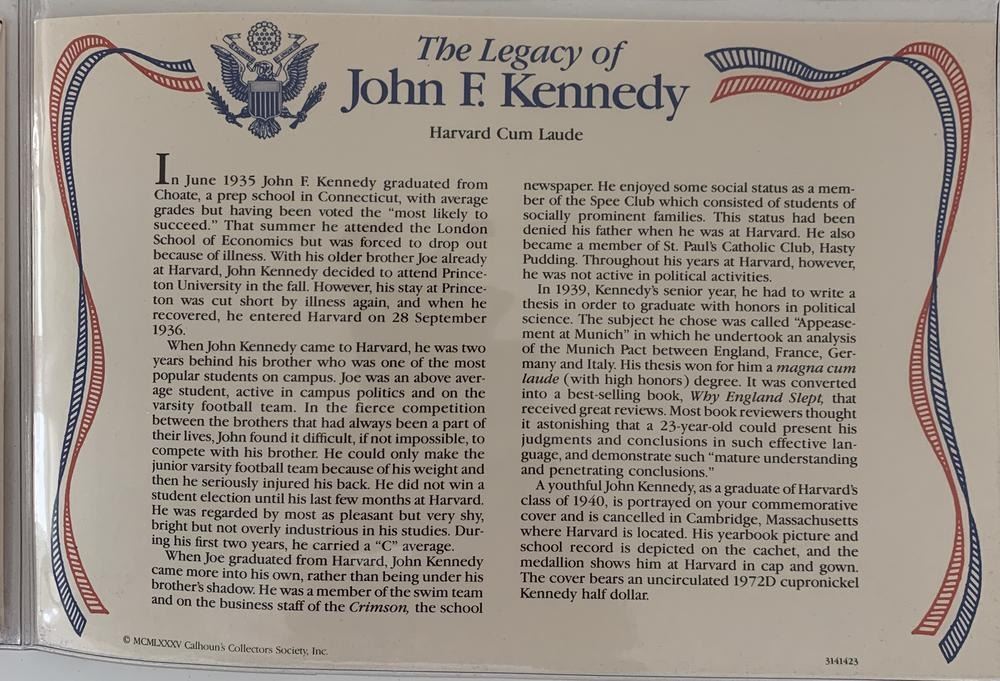 The Legacy of
John F. Kennedy
Harvard Cum Laude
In June 1935 John F. Kennedy graduated from
Choate, a prep school in Connecticut, with average
grades but having been voted the “most likely to
succeed.” That summer he attended the London
School of Economics but was forced to drop out
because of illness. With his older brother Joe already
at Harvard, John Kennedy decided to attend Prince-
ton University in the fall. However, his stay at Prince-
ton was cut short by illness again, and when he
recovered, he entered Harvard on 28 September
1936.
When John Kennedy came to Harvard, he was two
years behind his brother who was one of the most
popular students on campus. Joe was an above aver-
age student, active in campus politics and on the
varsity football team. In the fierce competition
between the brothers that had always been a part of
their lives, John found it difficult, if not impossible, to
compete with his brother. He could only make the
junior varsity football team because of his weight and
then he seriously injured his back. He did not win a
student election until his last few months at Harvard.
He was regarded by most as pleasant but very shy,
bright but not overly industrious in his studies. Dur-
ing his first two years, he carried a “C” average.
When Joe graduated from Harvard, John Kennedy
came more into his own, rather than being under his
brother's shadow. He was a member of the swim team
and on the business staff of the Crimson, the school
newspaper. He enjoyed some social status as a mem-
ber of the Spee Club which consisted of students of
socially prominent families. This status had been
denied his father when he was at Harvard. He also
became a member of St. Paul's Catholic Club, Hasty
Pudding. Throughout his years at Harvard, however,
he was not active in political activities.
In 1939, Kennedy's senior year, he had to write a
thesis in order to graduate with honors in political
science. The subject he chose was called “Appease-
ment at Munich” in which he undertook an analysis
of the Munich Pact between England, France, Ger-
many and Italy. His thesis won for him a magna cum
laude (with high honors) degree. It was converted
into a best-selling book, Why England Slept, that
received great reviews. Most book reviewers thought
it astonishing that a 23-year-old could present his
judgments and conclusions in such effective lan-
guage, and demonstrate such “mature understanding
and penetrating conclusions.”
A youthful John Kennedy, as a graduate of Harvard's
class of 1940, is portrayed on your commemorative
cover and is cancelled in Cambridge, Massachusetts
where Harvard is located. His yearbook picture and
school record is depicted on the cachet, and the
medallion shows him at Harvard in cap and gown.
The cover bears an uncirculated 1972D cupronickel
Kennedy half dollar.
© MCMLXXXV Calhoun's Collectors Society, Inc.
3141423